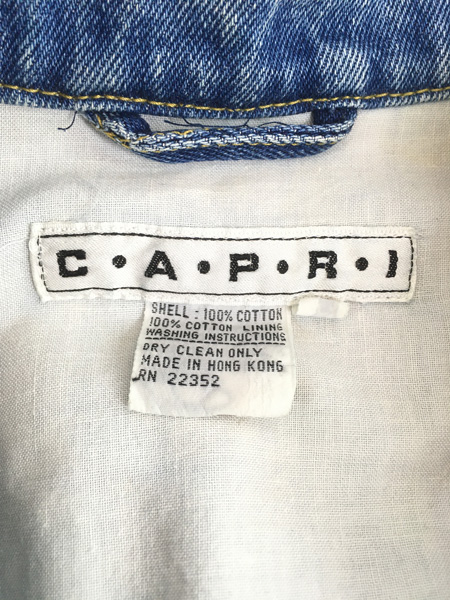 C·A·P·R·I
SHELL: 100% COTTON
100% COTTON LINING
WASHING INSTRUCTIONS
DRY CLEAN ONLY
MADE IN HONG KONG
RN 22352